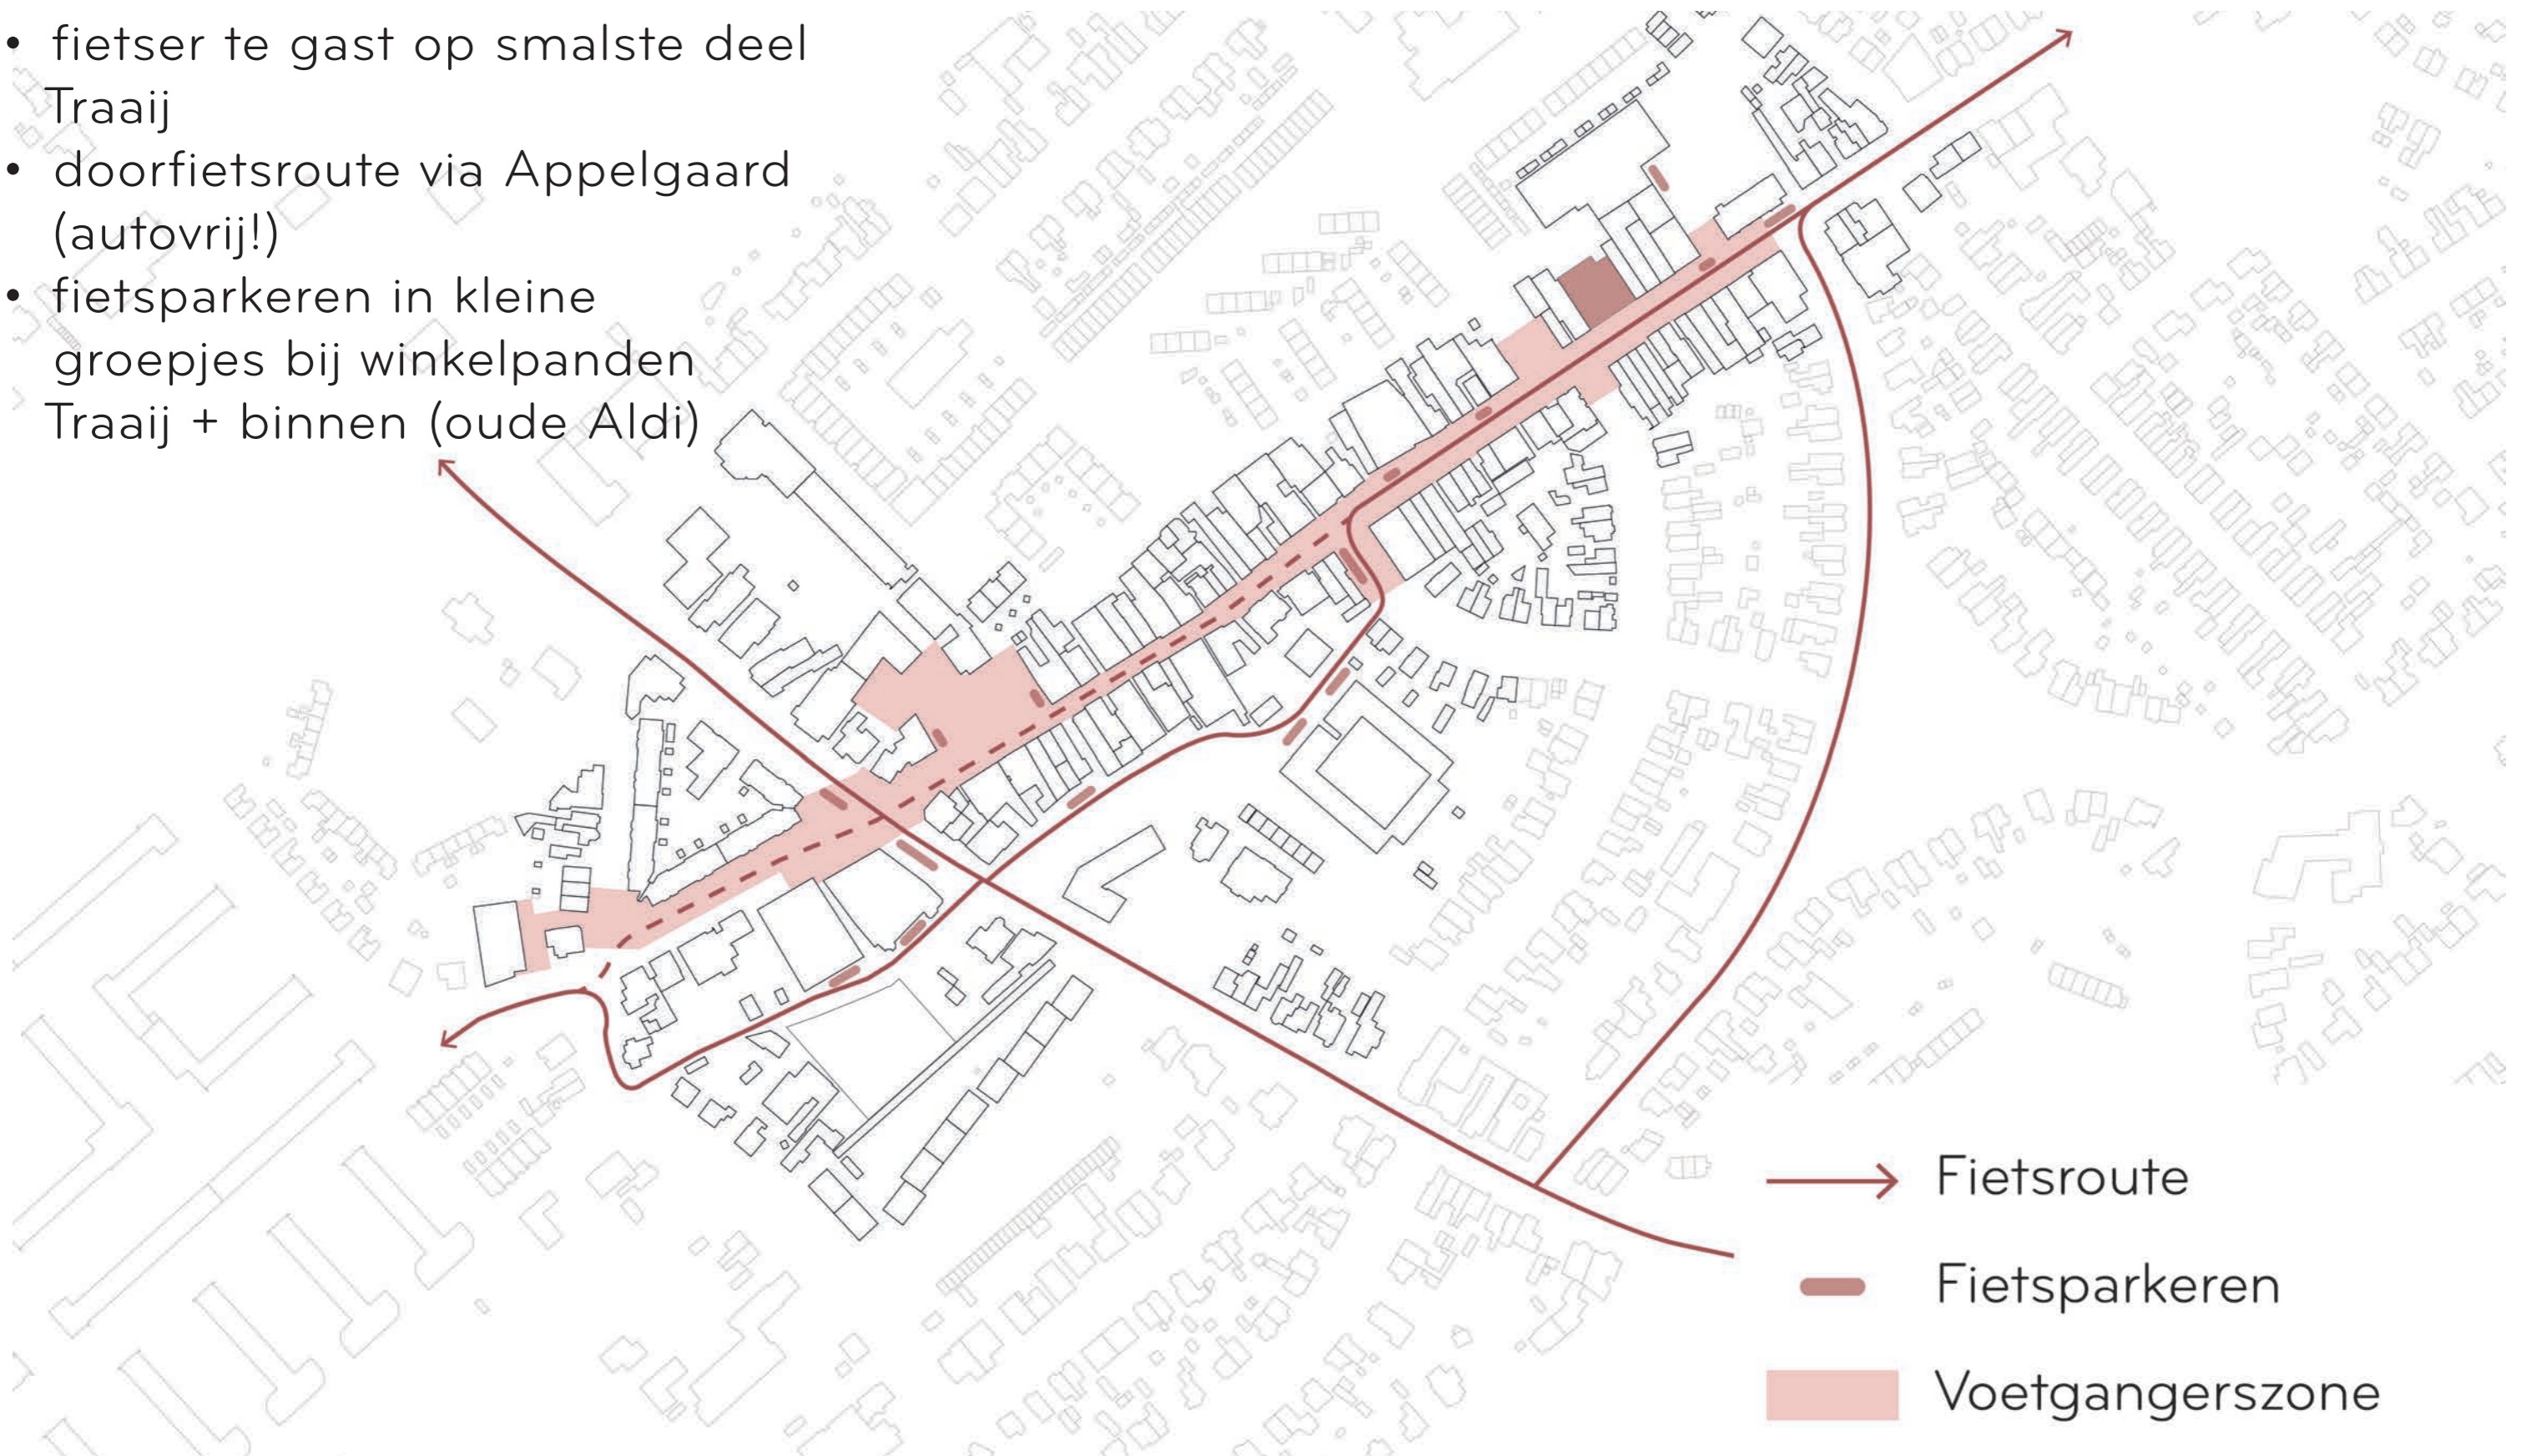 • fietser te gast op smalste deel
Traaij
• doorfietsroute via Appelgaard
(autovrij!)
• fietsparkeren in kleine
groepjes bij winkelpanden
Traaij + binnen (oude Aldi)
Fietsroute
Fietsparkeren
Voetgangerszone